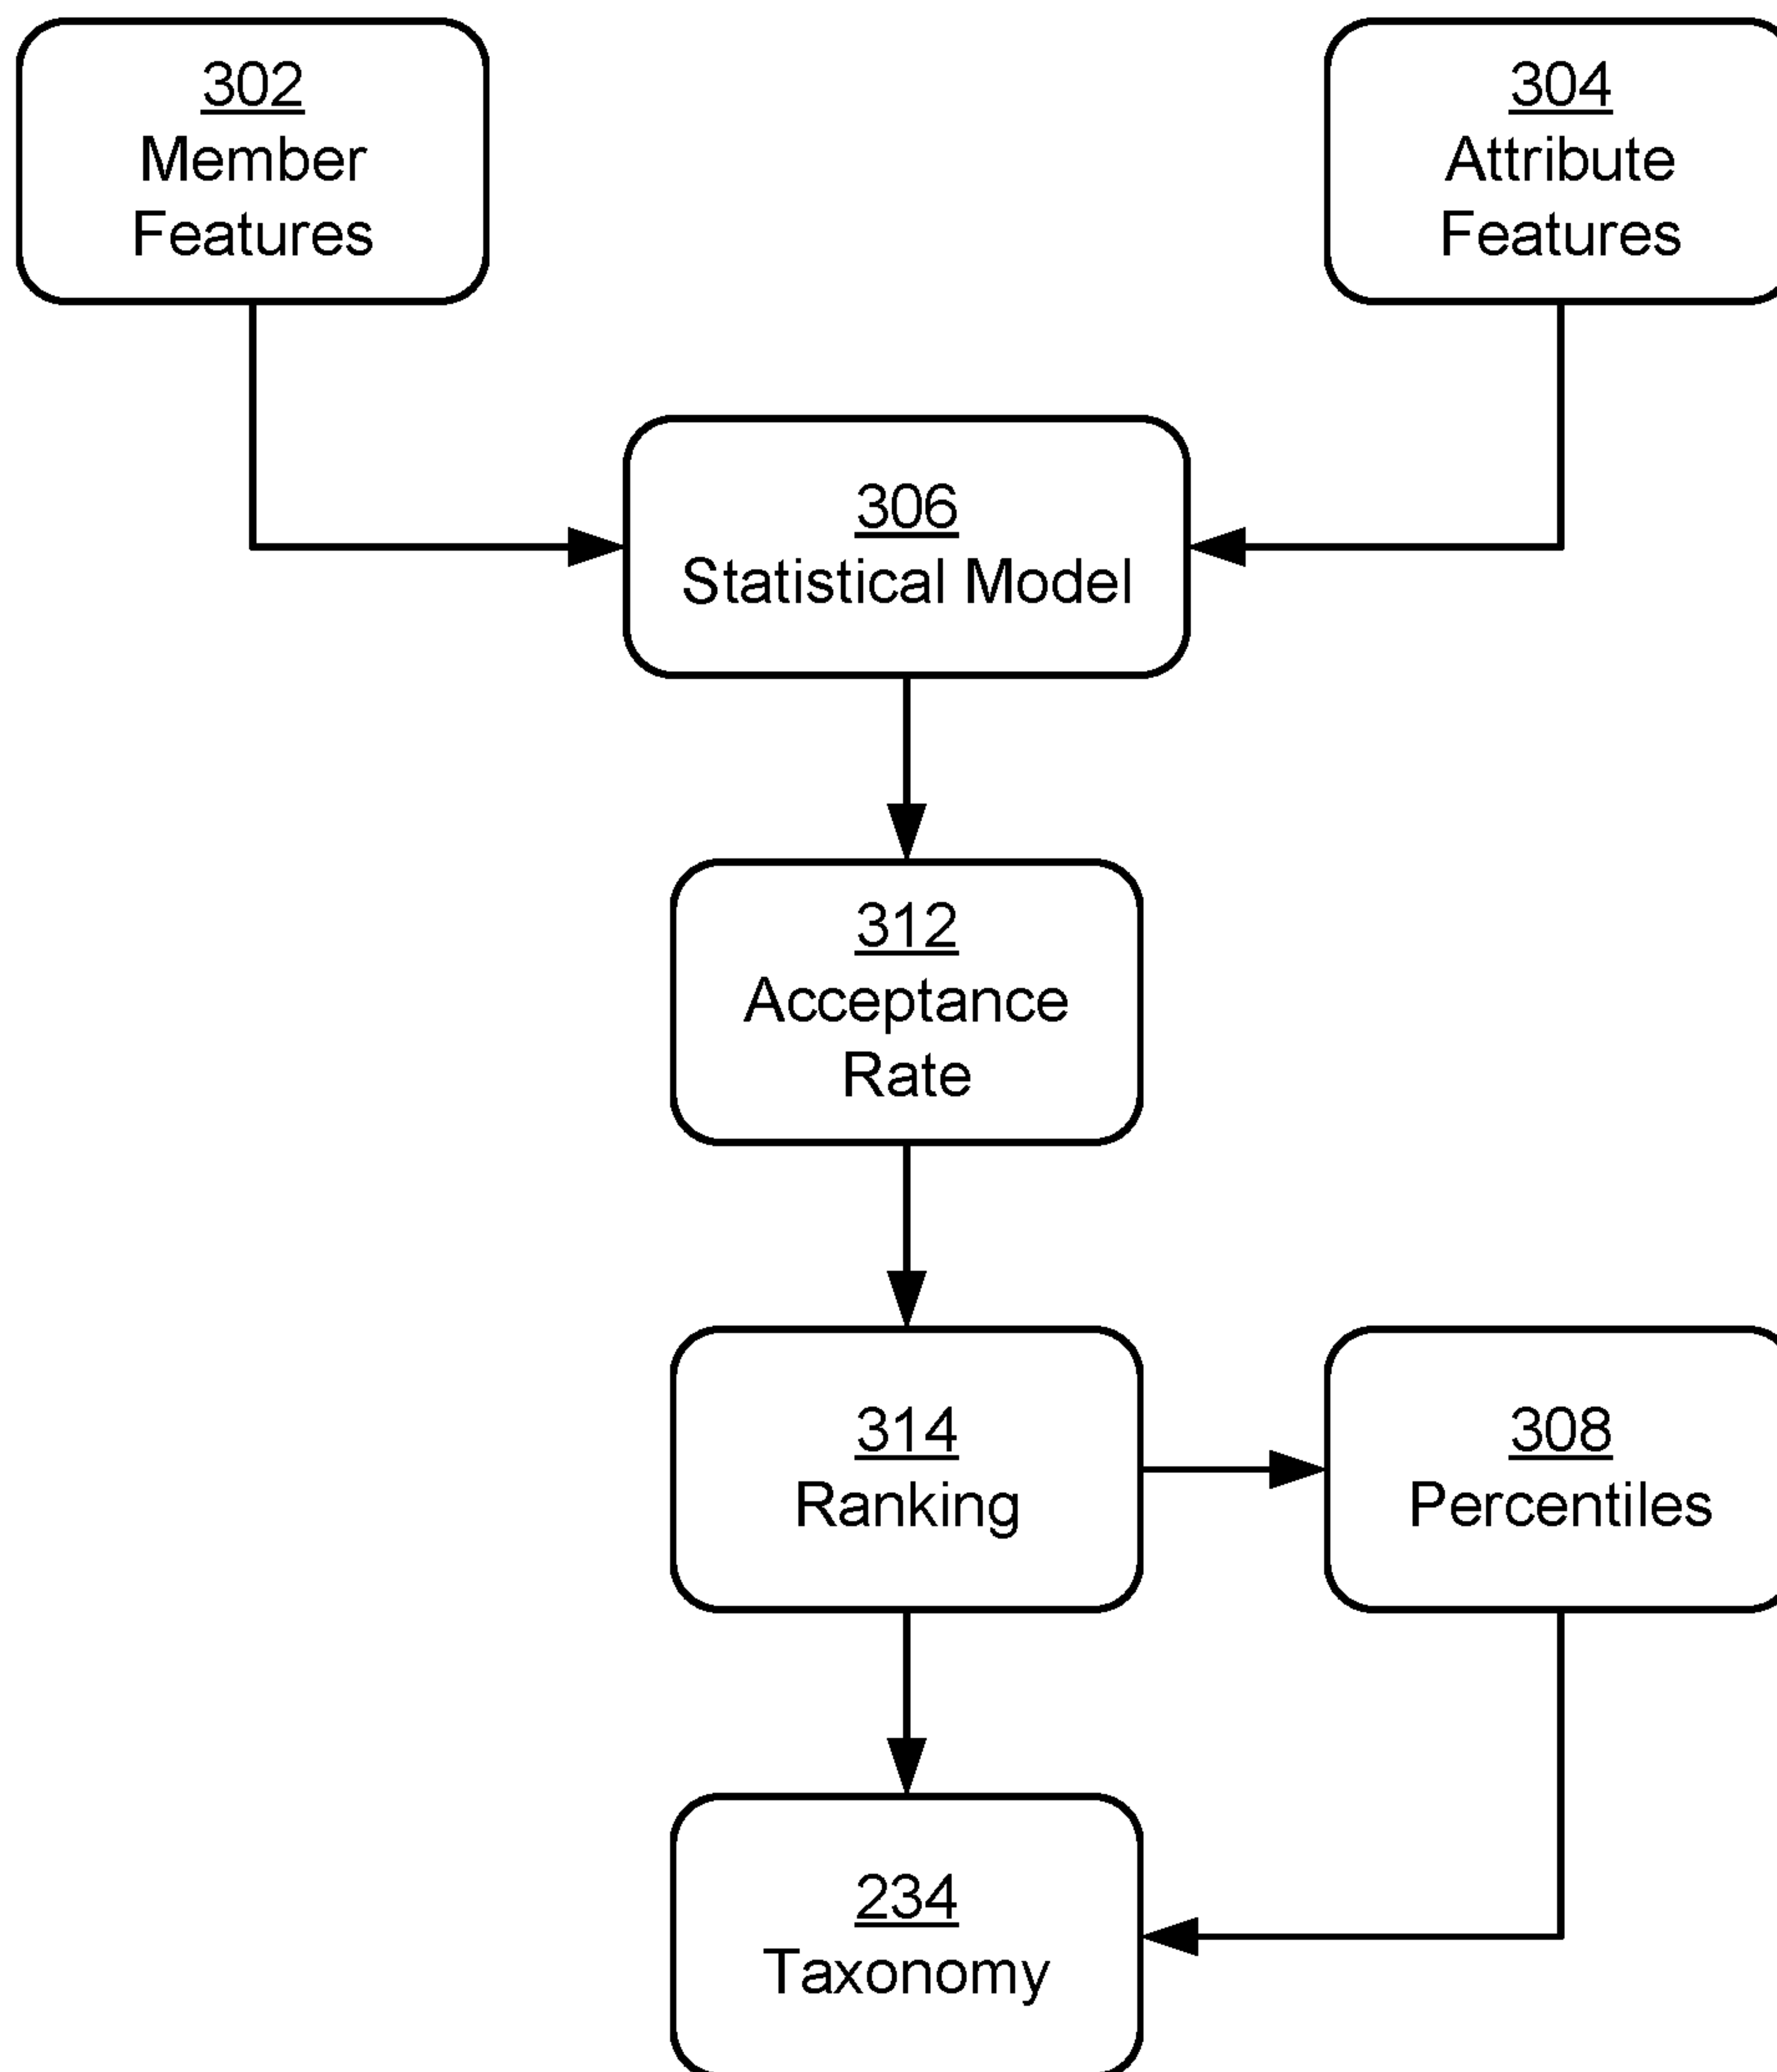 302
Member
Features
304
Attribute
Features
306
Statistical Model
312
Acceptance
Rate
314
Ranking
308
Percentiles
234
Taxonomy